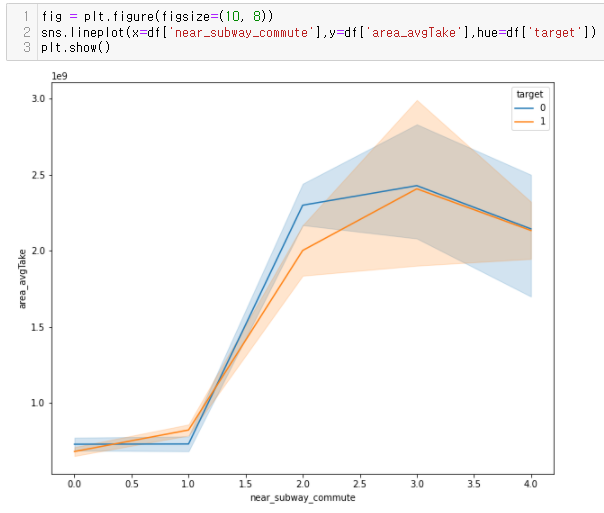 1 fig = plt.figure(figsize=(10, 8))
2 sns.lineplot(x=df['near_subway_commute'],y=df['area_avgTake'],hue=df['target'])
3 plt.show()
1e9
target
0
1
3.0
2.5
2.0
1.5
1.0
area_avgTake
0.0 0.5 1.0 1.5 2.0 2.5 3.0 3.5 4.0
near_subway_commute